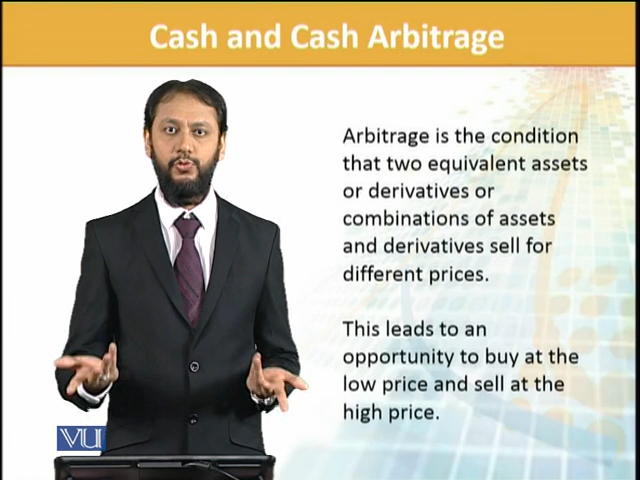 Cash and Cash Arbitrage
Arbitrage is the condition
that two equivalent assets
or derivatives or
combinations of assets
and derivatives sell for
different prices.
This leads to an
opportunity to buy at the
low price and sell at the
high price.
VU